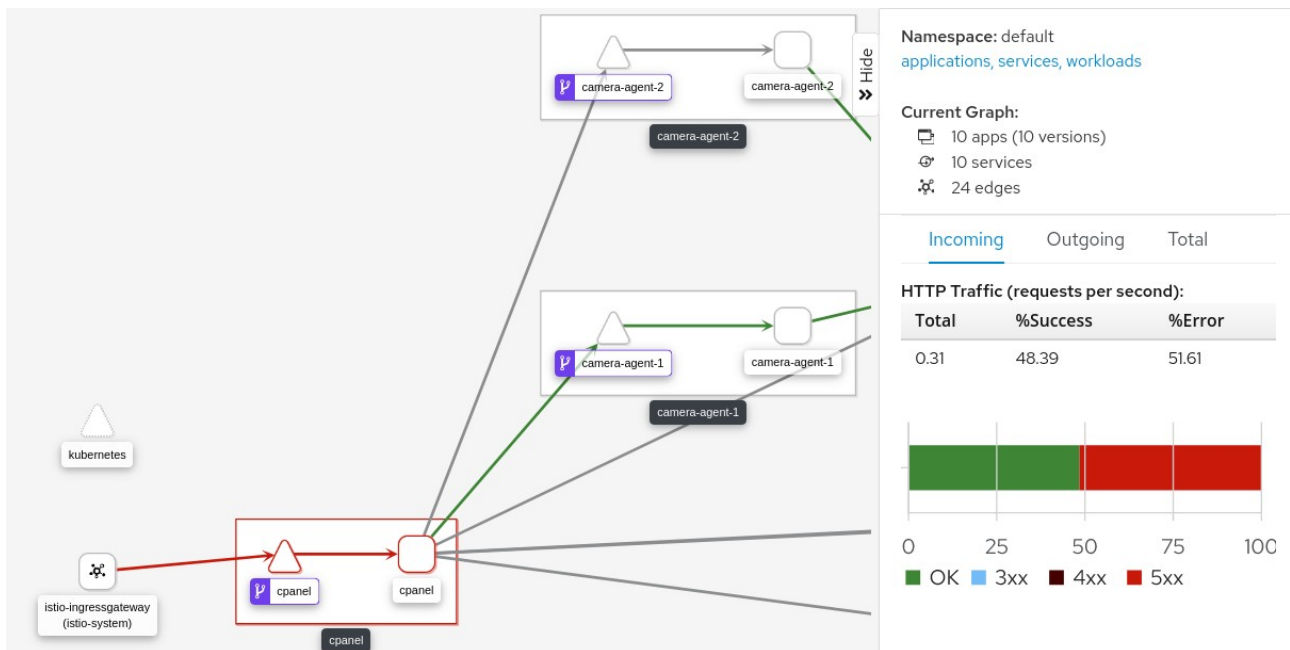 camera-agent-2
camera-agent-2
camera-agent-2
camera-agent-1
camera-agent-1
camera-agent-1
kubernetes
istio-ingressgateway
(istio-system)
cpanel
cpanel
cpanel
Hide
Namespace: default
applications, services, workloads
Current Graph:
10 apps (10 versions)
10 services
24 edges
Incoming Outgoing Total
HTTP Traffic (requests per second):
Total %Success %Error
0.31 48.39 51.61
0 25 50 75 100
OK 3xx 4xx 5xx